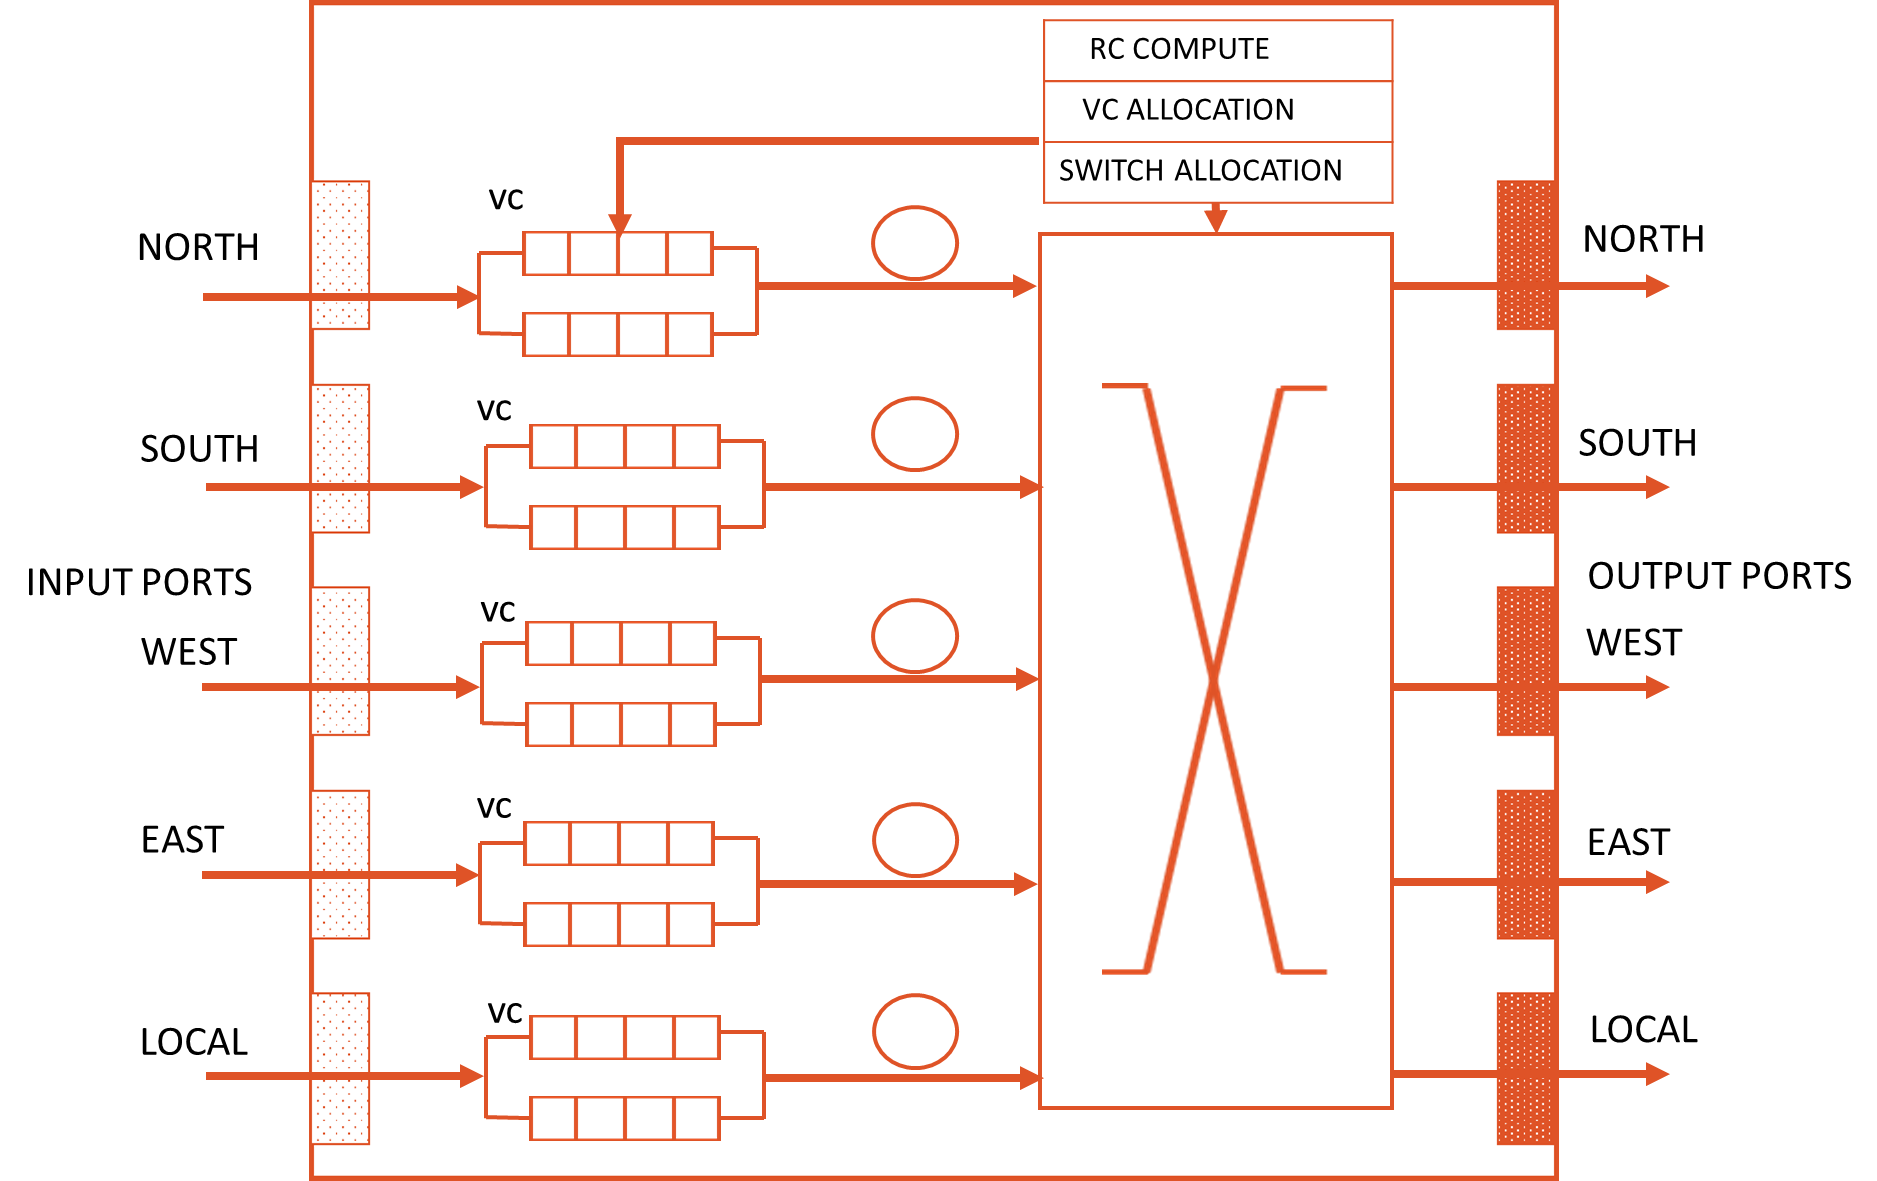 RC COMPUTE
VC ALLOCATION
SWITCH ALLOCATION
vc
NORTH
NORTH
vc
SOUTH
SOUTH
INPUT PORTS
OUTPUT PORTS
vc
WEST
WEST
vc
EAST
EAST
vc
LOCAL
LOCAL